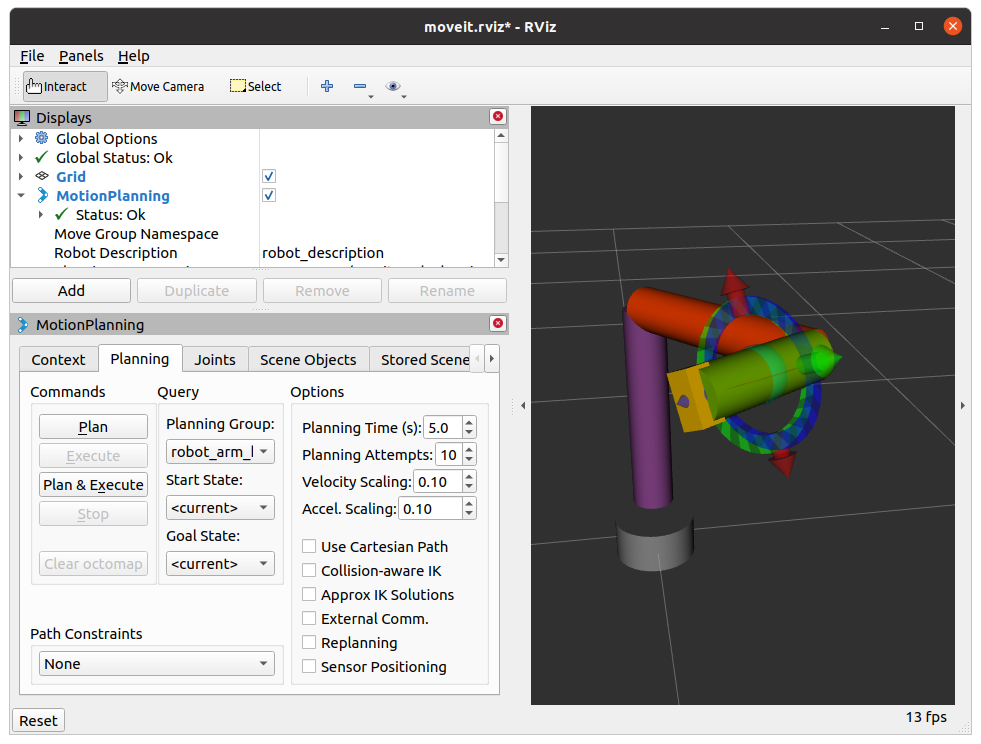 moveit.rviz* - RViz
File Panels Help
Interact Move Camera Select
Displays
Global Options
Global Status: Ok
Grid
MotionPlanning
Status: Ok
Move Group Namespace
Robot Description robot_description
Add Duplicate Remove Rename
MotionPlanning
Context Planning Joints Scene Objects Stored Scene
Commands Query Options
Plan
Execute
Plan & Execute
Stop
Clear octomap
Planning Group:
robot_arm_l
Start State:
<current>
Goal State:
<current>
Planning Time (s): 5.0
Planning Attempts: 10
Velocity Scaling: 0.10
Accel. Scaling: 0.10
Use Cartesian Path
Collision-aware IK
Approx IK Solutions
External Comm.
Replanning
Sensor Positioning
Path Constraints
None
Reset
13 fps